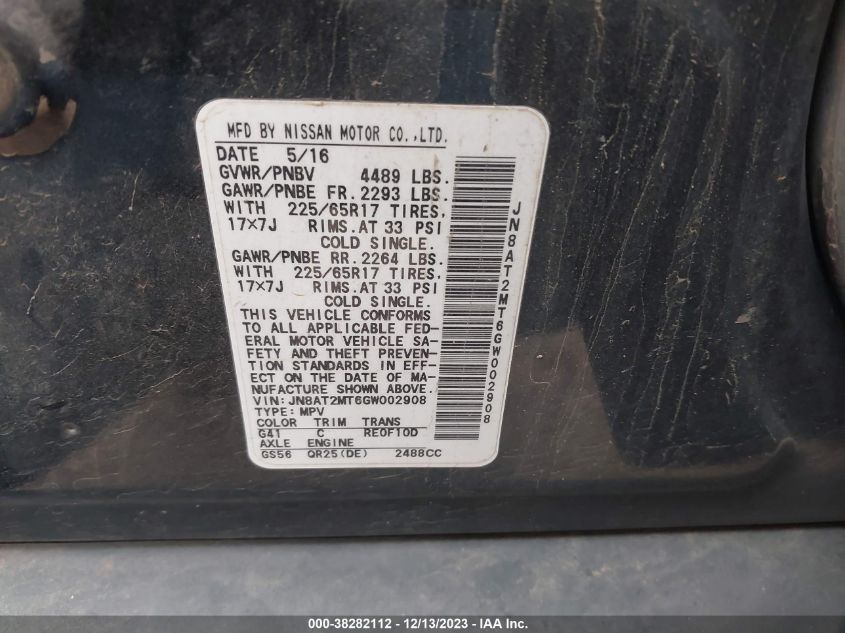 MFD BY NISSAN MOTOR CO.,LTD.
DATE 5/16
GVWR/PNBV 4489 LBS.
GAWR/PNBE FR.2293 LBS.
WITH 225/65R17 TIRES,
17×7J RIMS.AT 33 PSI
COLD SINGLE.
GAWR/PNBE RR.2264 LBS.
WITH 225/65R17 TIRES,
17×7J RIMS.AT 33 PSI
COLD SINGLE.
THIS VEHICLE CONFORMS
TO ALL APPLICABLE FED-
ERAL MOTOR VEHICLE SA-
FETY AND THEFT PREVEN-
TION STANDARDS IN EFF-
ECT ON THE DATE OF MA-
NUFACTURE SHOWN ABOVE.
VIN: JN8AT2MT6GW002908
TYPE: MPV
COLOR TRIM TRANS
G41 C RE0F10D
AXLE ENGINE
GS56 QR25(DE) 2488CC
JN8AT2MT6GW002908
000-38282112 - 12/13/2023 - IAA Inc.